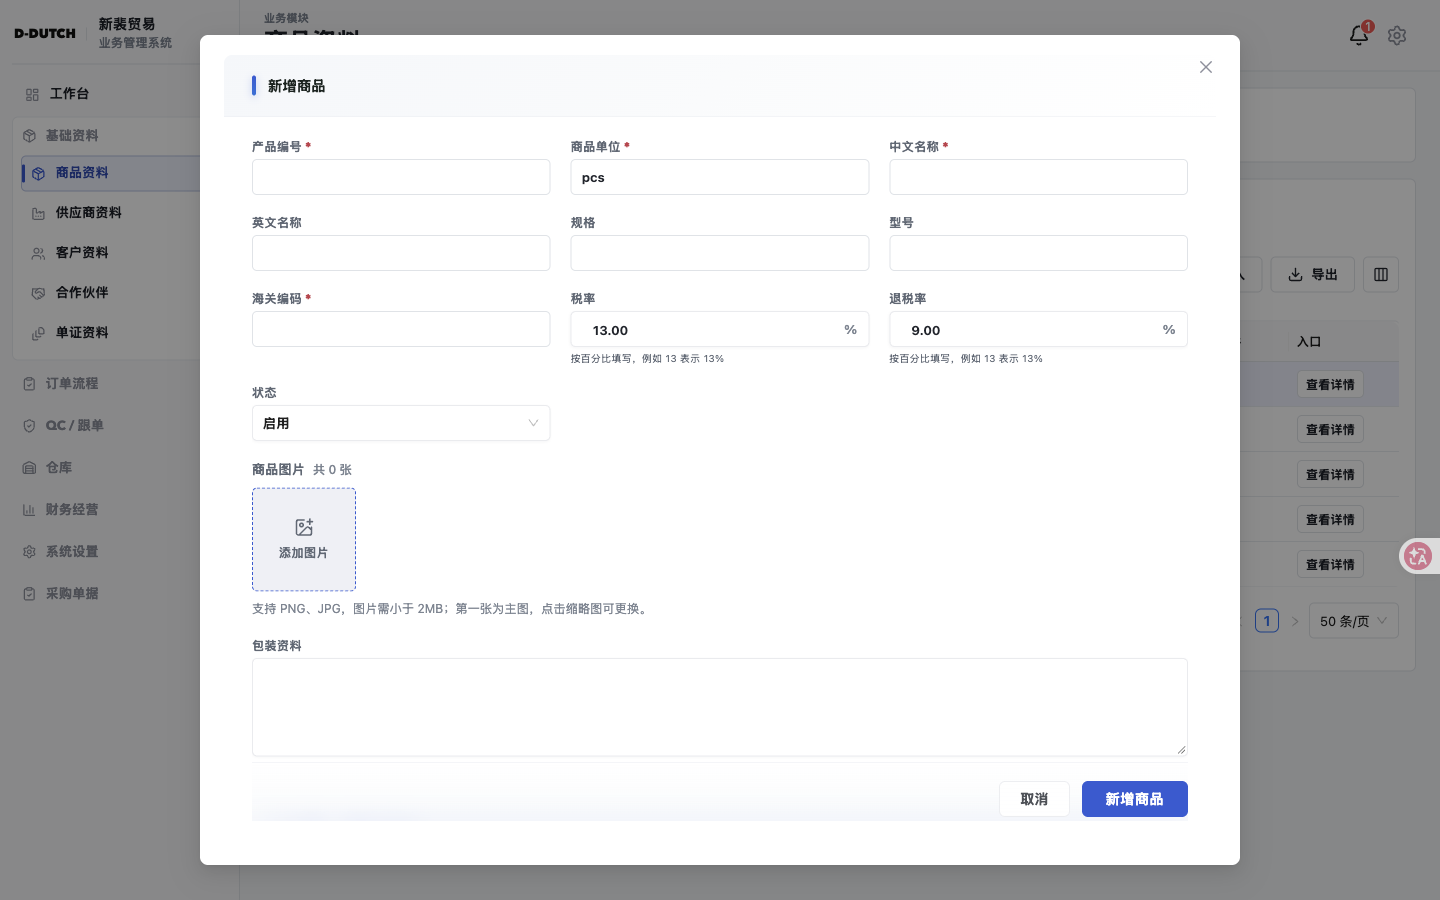 D-DUTCH
新裴贸易
业务管理系统
业务模块
商品资料
1
工作台
基础资料
商品资料
供应商资料
客户资料
合作伙伴
单证资料
订单流程
QC / 跟单
仓库
财务经营
系统设置
采购单据
新增商品
产品编号 *
商品单位 *
中文名称 *
pcs
英文名称
规格
型号
海关编码 *
税率
退税率
13.00 %
9.00 %
按百分比填写，例如 13 表示 13%
按百分比填写，例如 13 表示 13%
状态
启用
商品图片 共 0 张
添加图片
支持 PNG、JPG，图片需小于 2MB；第一张为主图，点击缩略图可更换。
包装资料
取消
新增商品
导出
入口
查看详情
查看详情
查看详情
查看详情
查看详情
1
50 条/页